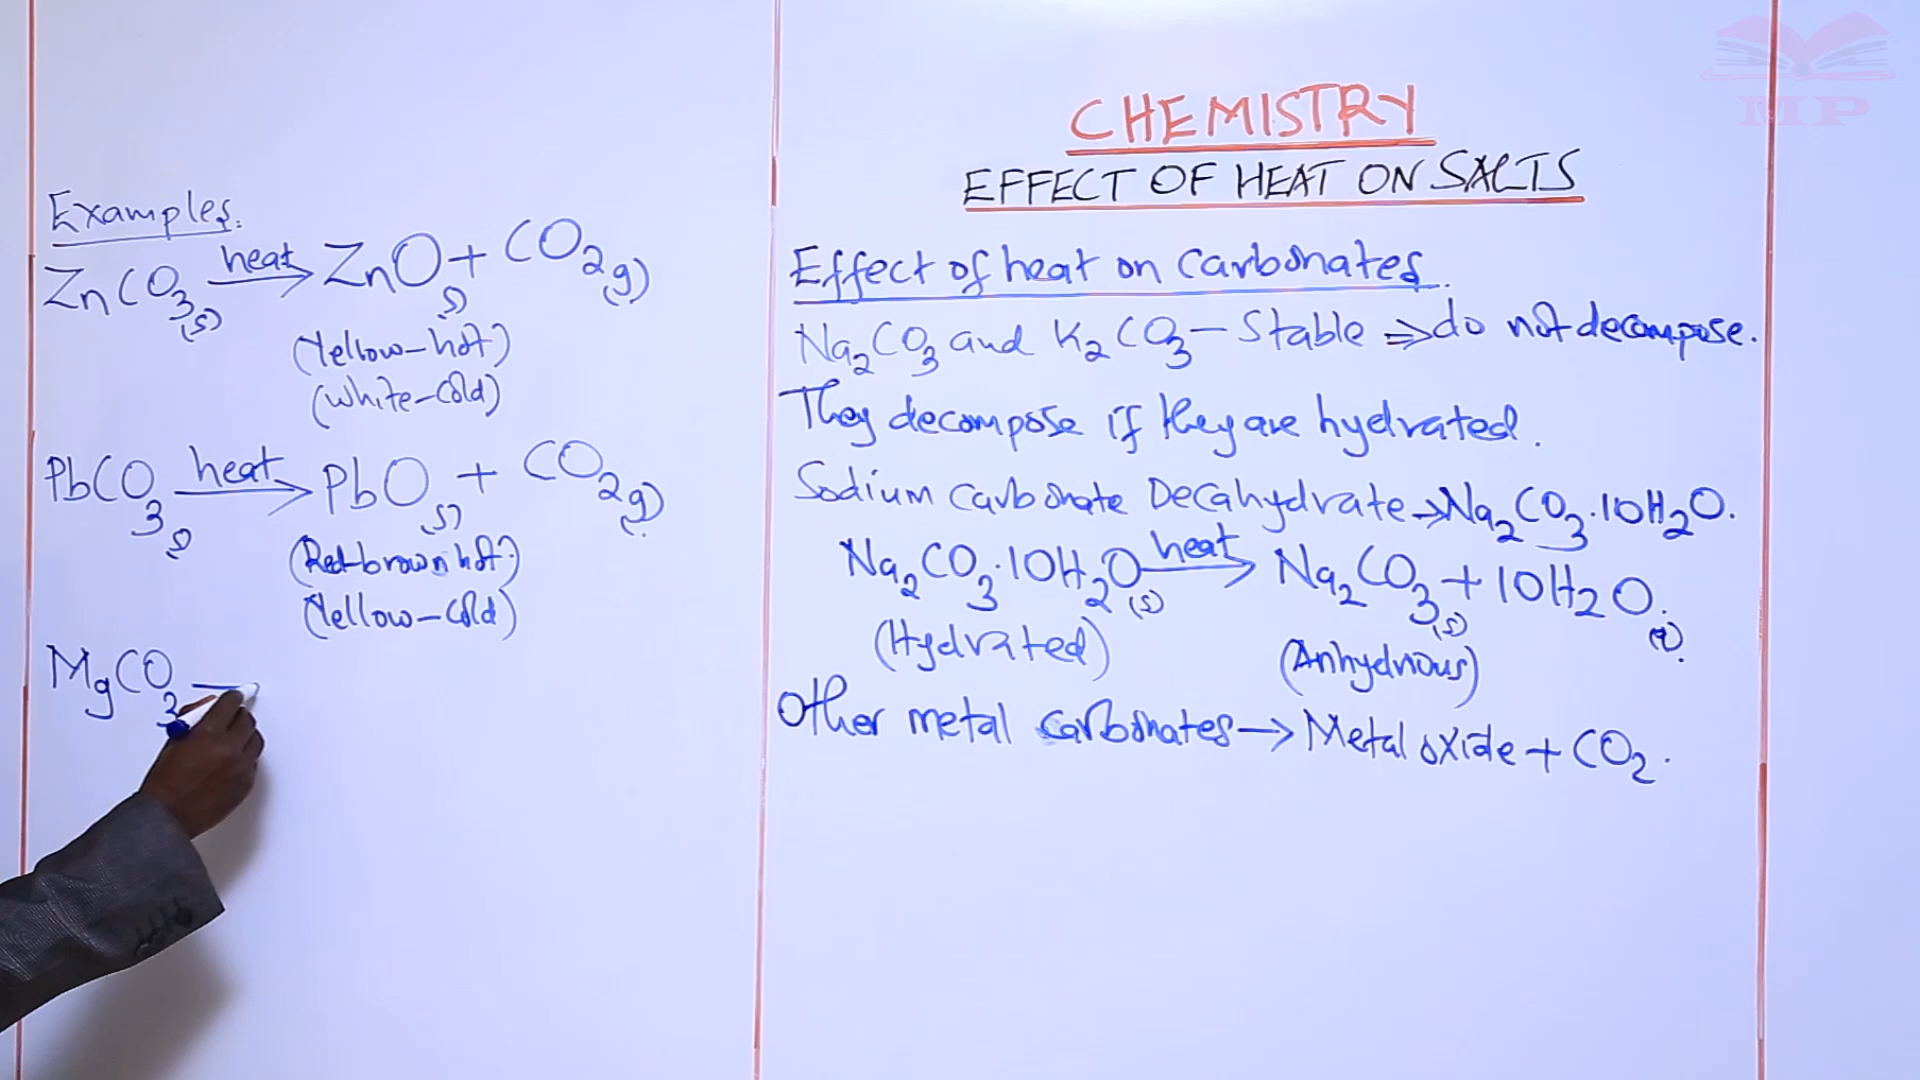 MP
CHEMISTRY
EFFECT OF HEAT ON SALTS
Examples.
ZnCO3(s) heat→ ZnO(s) + CO2(g)
(Yellow-hot)
(White-cold)
PbCO3(s) heat→ PbO(s) + CO2(g)
(Red-brown hot)
(Yellow-cold)
MgCO3
Effect of heat on carbonates.
Na2CO3 and K2CO3 – Stable ⇒ do not decompose.
They decompose if they are hydrated.
Sodium carbonate Decahydrate → Na2CO3.10H2O.
Na2CO3.10H2O(s) heat→ Na2CO3(s) + 10H2O(l).
(Hydrated) (Anhydrous)
Other metal carbonates → Metal oxide + CO2.